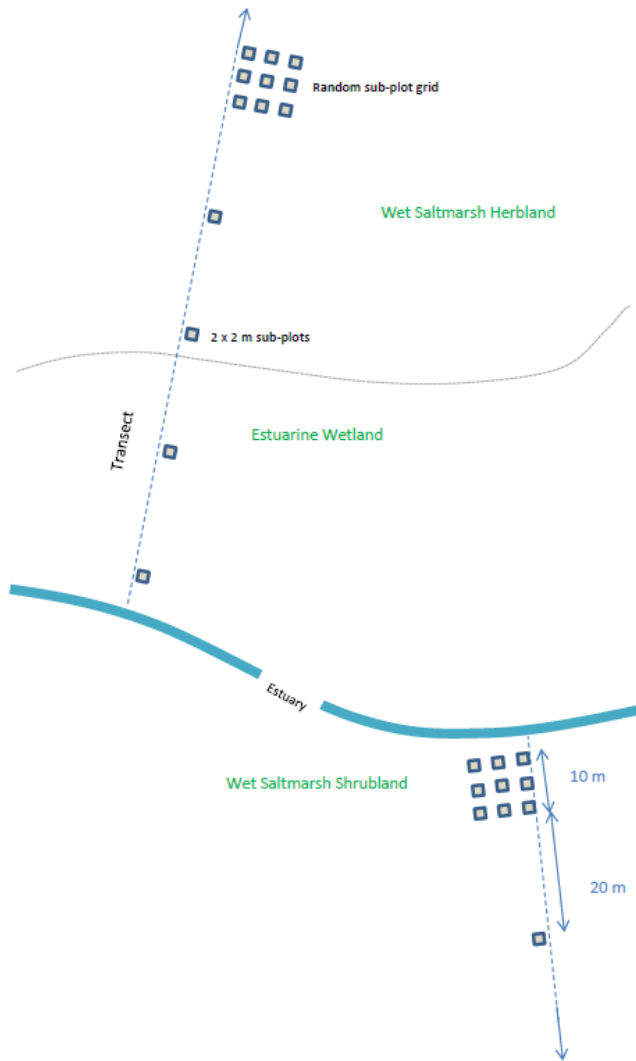 Random sub-plot grid
Wet Saltmarsh Herbland
2 x 2 m sub-plots
Transect
Estuarine Wetland
Estuary
Wet Saltmarsh Shrubland
10 m
20 m